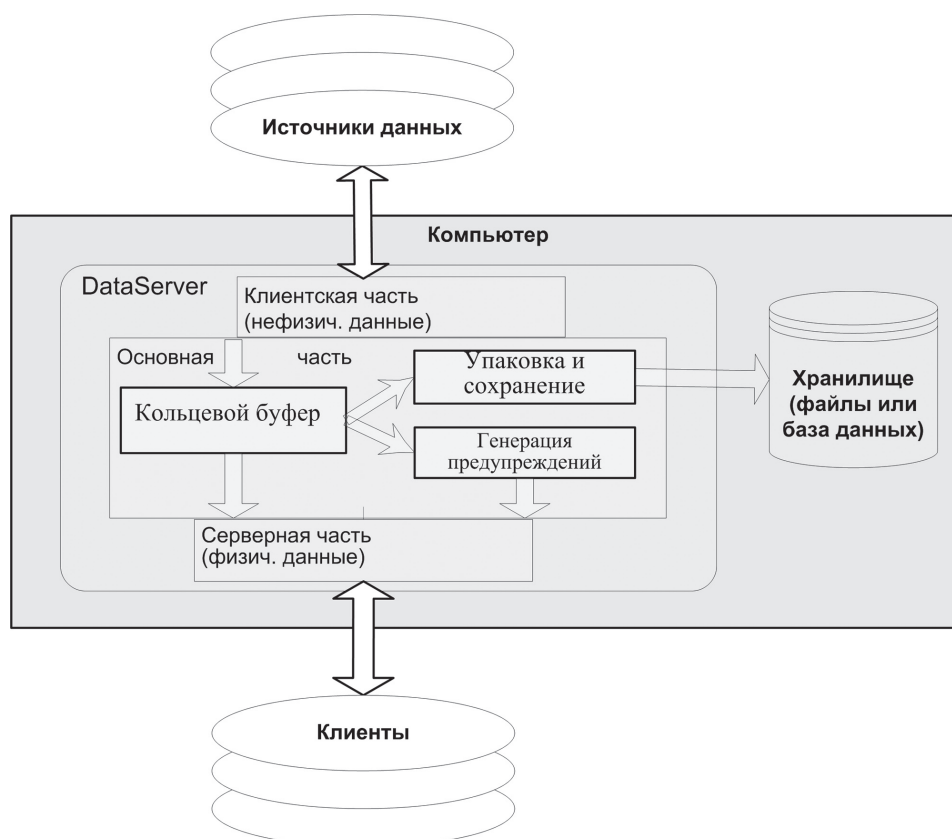 Источники данных
Компьютер
DataServer
Клиентская часть
(нефизич. данные)
Основная часть
Кольцевой буфер
Упаковка и
сохранение
Генерация
предупреждений
Хранилище
(файлы или
база данных)
Серверная часть
(физич. данные)
Клиенты